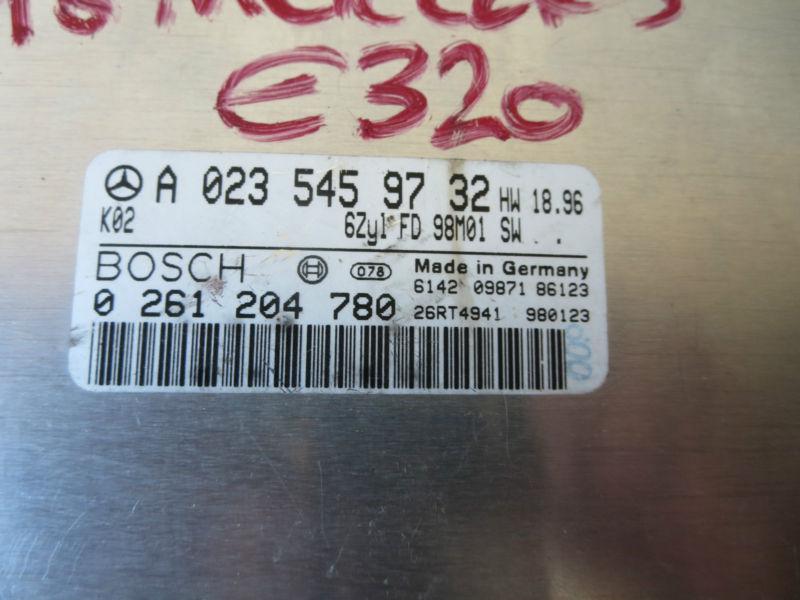 E320
A 023 545 97 32 HW 18.96
K02 6Zyl FD 98M01 SW . .
BOSCH 078 Made in Germany
6142 09871 86123
0 261 204 780 26RT4941 980123